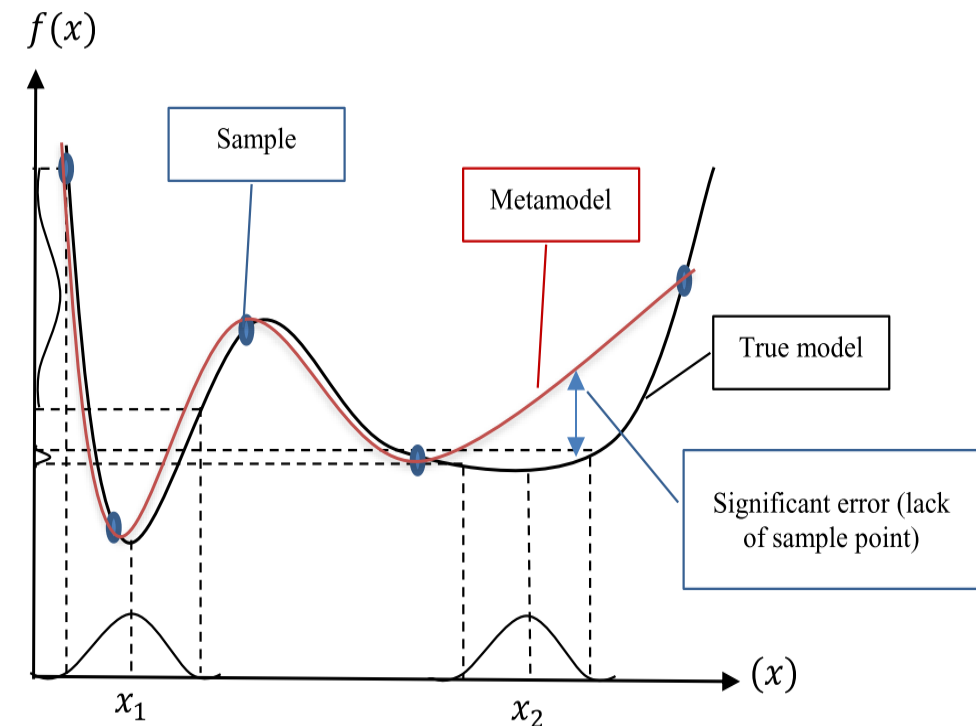 f(x)
Sample
Metamodel
True model
Significant error (lack
of sample point)
(x)
x₁
x₂